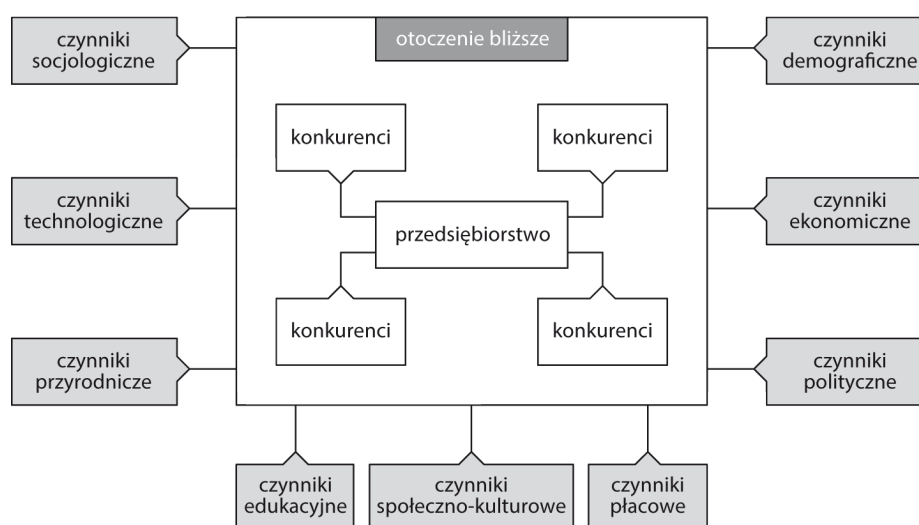 czynniki
socjologiczne
otoczenie bliższe
czynniki
demograficzne
konkurenci
konkurenci
czynniki
technologiczne
przedsiębiorstwo
czynniki
ekonomiczne
konkurenci
konkurenci
czynniki
przyrodnicze
czynniki
polityczne
czynniki
edukacyjne
czynniki
społeczno-kulturowe
czynniki
płacowe